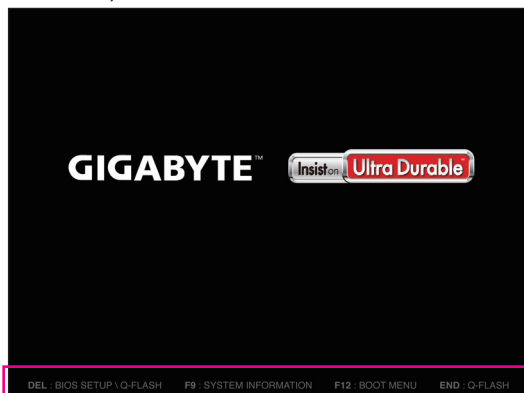 GIGABYTE™ Insist on Ultra Durable™
DEL : BIOS SETUP \ Q-FLASH F9 : SYSTEM INFORMATION F12 : BOOT MENU END : Q-FLASH